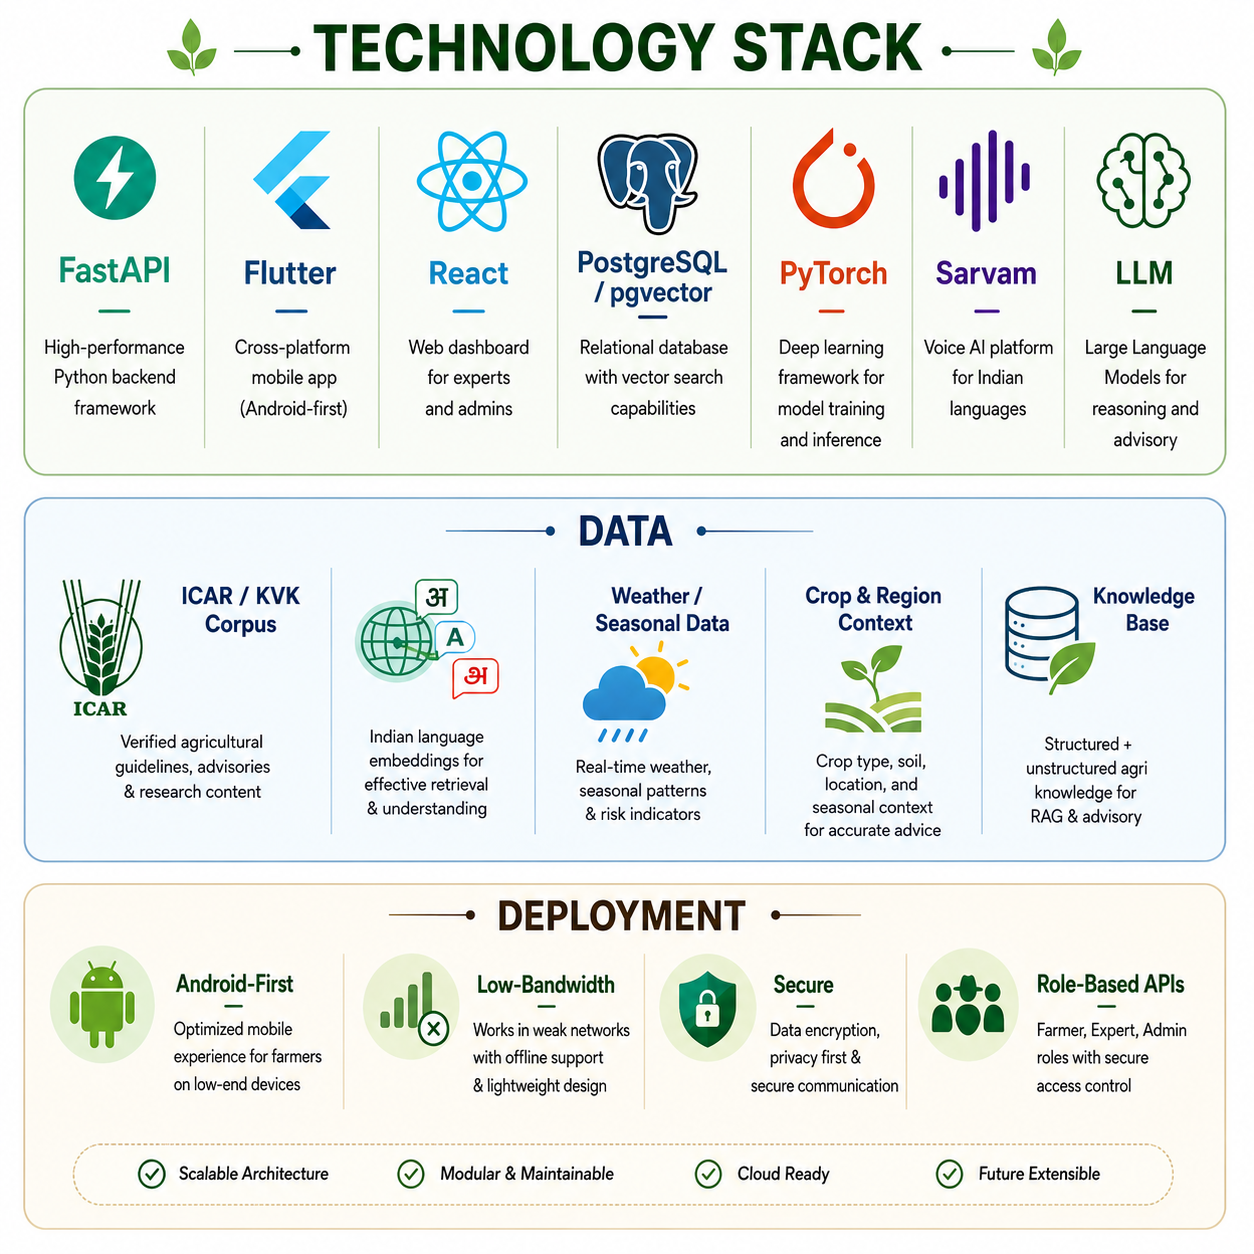 TECHNOLOGY STACK
FastAPI
High-performance
Python backend
framework
Flutter
Cross-platform
mobile app
(Android-first)
React
Web dashboard
for experts
and admins
PostgreSQL
/ pgvector
Relational database
with vector search
capabilities
PyTorch
Deep learning
framework for
model training
and inference
Sarvam
Voice AI platform
for Indian
languages
LLM
Large Language
Models for
reasoning and
advisory
DATA
ICAR
ICAR / KVK
Corpus
Verified agricultural
guidelines, advisories
& research content
अ
A
அ
Indian language
embeddings for
effective retrieval
& understanding
Weather /
Seasonal Data
Real-time weather,
seasonal patterns
& risk indicators
Crop & Region
Context
Crop type, soil,
location, and
seasonal context
for accurate advice
Knowledge
Base
Structured +
unstructured agri
knowledge for
RAG & advisory
DEPLOYMENT
Android-First
Optimized mobile
experience for farmers
on low-end devices
Low-Bandwidth
Works in weak networks
with offline support
& lightweight design
Secure
Data encryption,
privacy first &
secure communication
Role-Based APIs
Farmer, Expert, Admin
roles with secure
access control
Scalable Architecture
Modular & Maintainable
Cloud Ready
Future Extensible